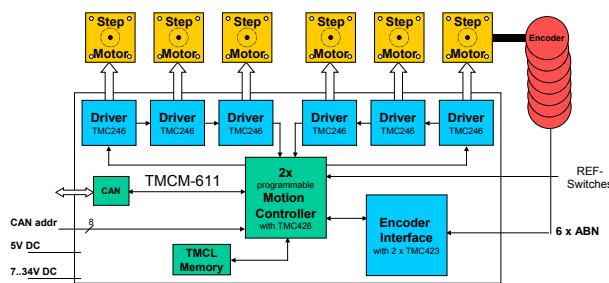 Step Motor
Step Motor
Step Motor
Step Motor
Step Motor
Step Motor
Encoder
Driver
TMC246
Driver
TMC246
Driver
TMC246
Driver
TMC246
Driver
TMC246
Driver
TMC246
CAN
TMCM-611
2x
programmable
Motion
Controller
with TMC428
REF-
Switches
CAN addr
8
Encoder
Interface
with 2 x TMC423
6 x ABN
5V DC
TMCL
Memory
7..34V DC